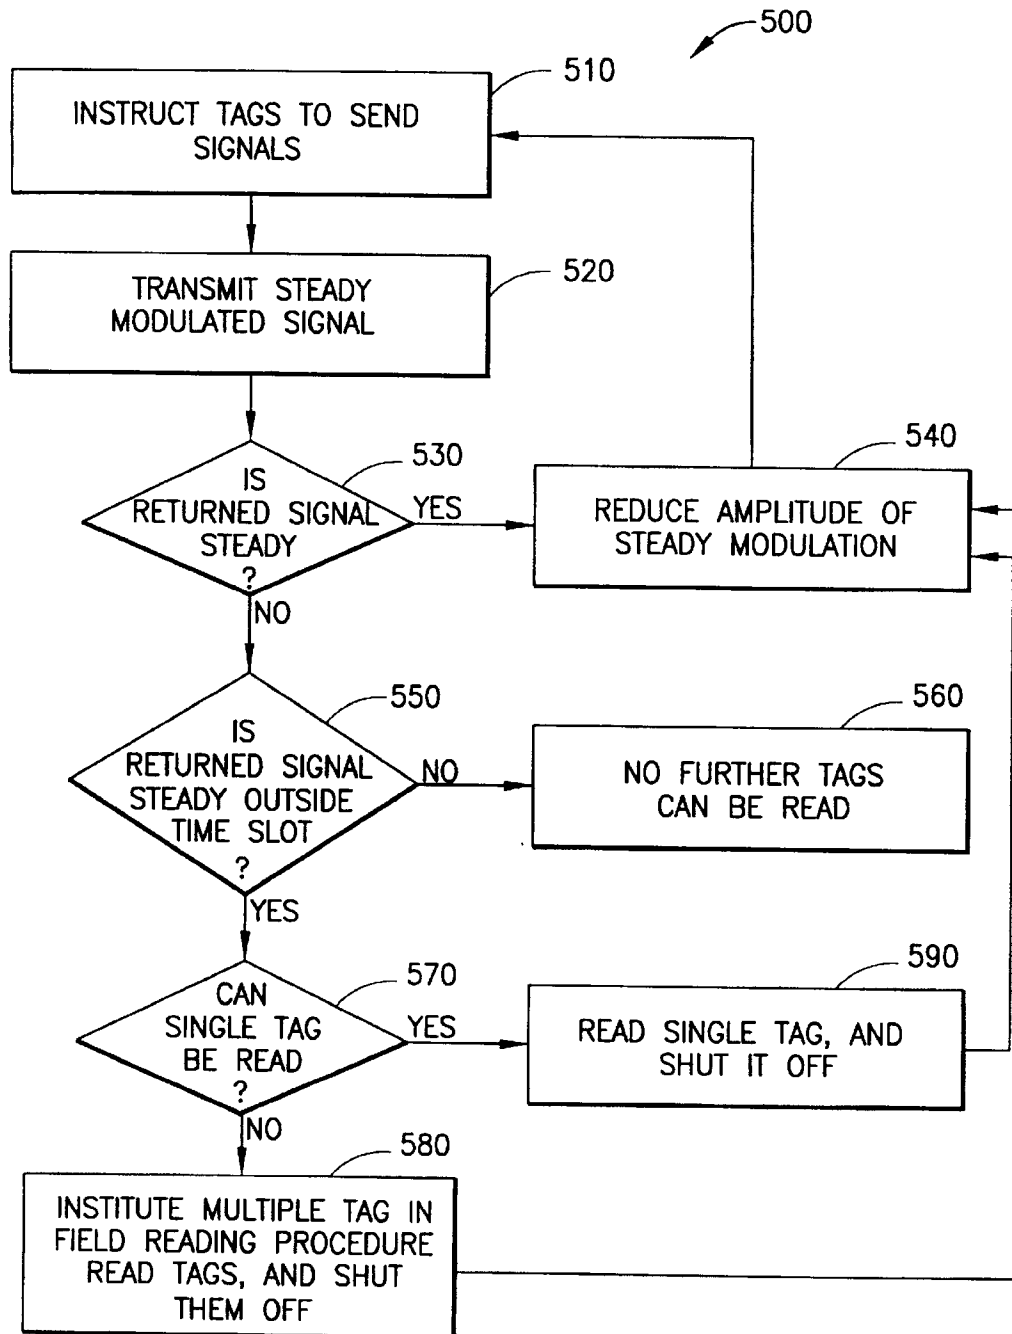 500
510
INSTRUCT TAGS TO SEND
SIGNALS
520
TRANSMIT STEADY
MODULATED SIGNAL
530
IS
RETURNED SIGNAL
STEADY
?
YES
NO
540
REDUCE AMPLITUDE OF
STEADY MODULATION
550
IS
RETURNED SIGNAL
STEADY OUTSIDE
TIME SLOT
?
NO
YES
560
NO FURTHER TAGS
CAN BE READ
570
CAN
SINGLE TAG
BE READ
?
YES
NO
590
READ SINGLE TAG, AND
SHUT IT OFF
580
INSTITUTE MULTIPLE TAG IN
FIELD READING PROCEDURE
READ TAGS, AND SHUT
THEM OFF